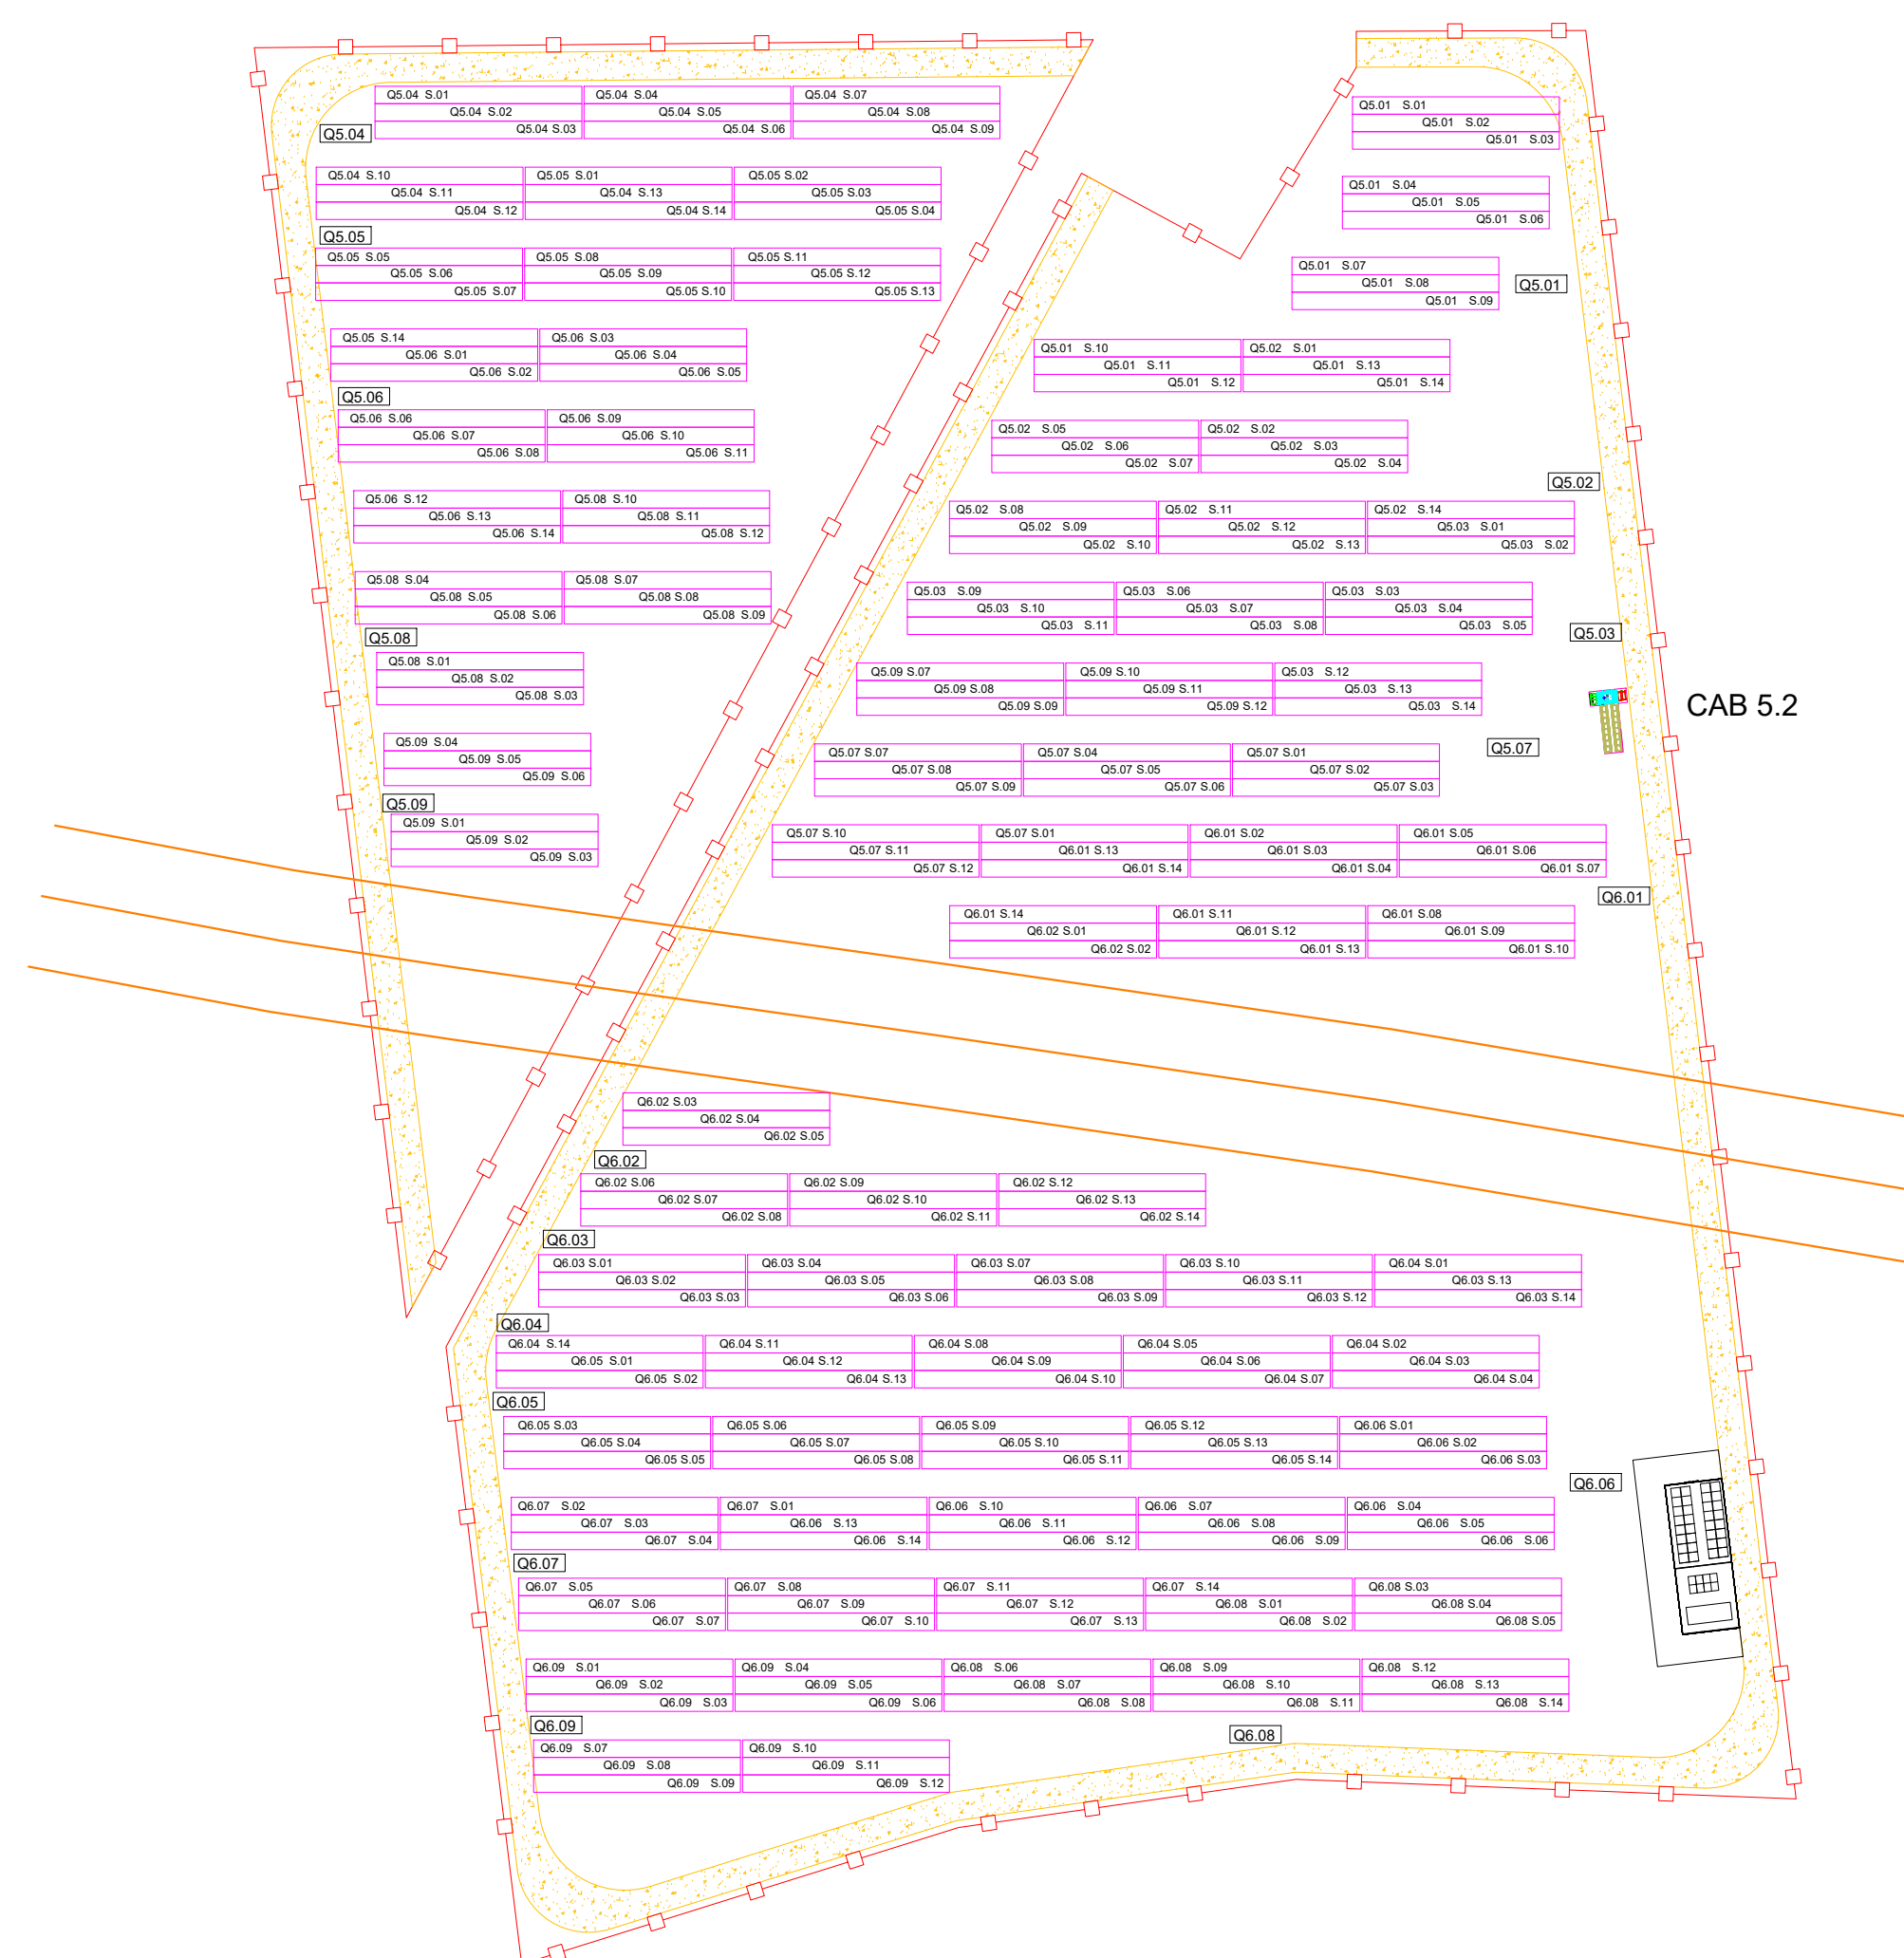 Q5.04 S.01 Q5.04 S.04 Q5.04 S.07
Q5.04 S.02 Q5.04 S.05 Q5.04 S.08
Q5.04 S.03 Q5.04 S.06 Q5.04 S.09
Q5.04
Q5.04 S.10 Q5.05 S.01 Q5.05 S.02
Q5.04 S.11 Q5.04 S.13 Q5.05 S.03
Q5.04 S.12 Q5.04 S.14 Q5.05 S.04
Q5.05
Q5.05 S.05 Q5.05 S.08 Q5.05 S.11
Q5.05 S.06 Q5.05 S.09 Q5.05 S.12
Q5.05 S.07 Q5.05 S.10 Q5.05 S.13
Q5.05 S.14 Q5.06 S.03
Q5.06 S.01 Q5.06 S.04
Q5.06 S.02 Q5.06 S.05
Q5.06
Q5.06 S.06 Q5.06 S.09
Q5.06 S.07 Q5.06 S.10
Q5.06 S.08 Q5.06 S.11
Q5.06 S.12 Q5.08 S.10
Q5.06 S.13 Q5.08 S.11
Q5.06 S.14 Q5.08 S.12
Q5.08 S.04 Q5.08 S.07
Q5.08 S.05 Q5.08 S.08
Q5.08 S.06 Q5.08 S.09
Q5.08
Q5.08 S.01
Q5.08 S.02
Q5.08 S.03
Q5.09 S.04
Q5.09 S.05
Q5.09 S.06
Q5.09
Q5.09 S.01
Q5.09 S.02
Q5.09 S.03
Q5.01 S.01
Q5.01 S.02
Q5.01 S.03
Q5.01 S.04
Q5.01 S.05
Q5.01 S.06
Q5.01 S.07
Q5.01 S.08
Q5.01 S.09
Q5.01
Q5.01 S.10 Q5.02 S.01
Q5.01 S.11 Q5.01 S.13
Q5.01 S.12 Q5.01 S.14
Q5.02 S.05 Q5.02 S.02
Q5.02 S.06 Q5.02 S.03
Q5.02 S.07 Q5.02 S.04
Q5.02
Q5.02 S.08 Q5.02 S.11 Q5.02 S.14
Q5.02 S.09 Q5.02 S.12 Q5.03 S.01
Q5.02 S.10 Q5.02 S.13 Q5.03 S.02
Q5.03 S.09 Q5.03 S.06 Q5.03 S.03
Q5.03 S.10 Q5.03 S.07 Q5.03 S.04
Q5.03 S.11 Q5.03 S.08 Q5.03 S.05
Q5.03
Q5.09 S.07 Q5.09 S.10 Q5.03 S.12
Q5.09 S.08 Q5.09 S.11 Q5.03 S.13
Q5.09 S.09 Q5.09 S.12 Q5.03 S.14
CAB 5.2
Q5.07
Q5.07 S.07 Q5.07 S.04 Q5.07 S.01
Q5.07 S.08 Q5.07 S.05 Q5.07 S.02
Q5.07 S.09 Q5.07 S.06 Q5.07 S.03
Q5.07 S.10 Q5.07 S.01 Q6.01 S.02 Q6.01 S.05
Q5.07 S.11 Q6.01 S.13 Q6.01 S.03 Q6.01 S.06
Q5.07 S.12 Q6.01 S.14 Q6.01 S.04 Q6.01 S.07
Q6.01
Q6.01 S.14 Q6.01 S.11 Q6.01 S.08
Q6.02 S.01 Q6.01 S.12 Q6.01 S.09
Q6.02 S.02 Q6.01 S.13 Q6.01 S.10
Q6.02 S.03
Q6.02 S.04
Q6.02 S.05
Q6.02
Q6.02 S.06 Q6.02 S.09 Q6.02 S.12
Q6.02 S.07 Q6.02 S.10 Q6.02 S.13
Q6.02 S.08 Q6.02 S.11 Q6.02 S.14
Q6.03
Q6.03 S.01 Q6.03 S.04 Q6.03 S.07 Q6.03 S.10 Q6.04 S.01
Q6.03 S.02 Q6.03 S.05 Q6.03 S.08 Q6.03 S.11 Q6.03 S.13
Q6.03 S.03 Q6.03 S.06 Q6.03 S.09 Q6.03 S.12 Q6.03 S.14
Q6.04
Q6.04 S.14 Q6.04 S.11 Q6.04 S.08 Q6.04 S.05 Q6.04 S.02
Q6.05 S.01 Q6.04 S.12 Q6.04 S.09 Q6.04 S.06 Q6.04 S.03
Q6.05 S.02 Q6.04 S.13 Q6.04 S.10 Q6.04 S.07 Q6.04 S.04
Q6.05
Q6.05 S.03 Q6.05 S.06 Q6.05 S.09 Q6.05 S.12 Q6.06 S.01
Q6.05 S.04 Q6.05 S.07 Q6.05 S.10 Q6.05 S.13 Q6.06 S.02
Q6.05 S.05 Q6.05 S.08 Q6.05 S.11 Q6.05 S.14 Q6.06 S.03
Q6.06
Q6.07 S.02 Q6.07 S.01 Q6.06 S.10 Q6.06 S.07 Q6.06 S.04
Q6.07 S.03 Q6.06 S.13 Q6.06 S.11 Q6.06 S.08 Q6.06 S.05
Q6.07 S.04 Q6.06 S.14 Q6.06 S.12 Q6.06 S.09 Q6.06 S.06
Q6.07
Q6.07 S.05 Q6.07 S.08 Q6.07 S.11 Q6.07 S.14 Q6.08 S.03
Q6.07 S.06 Q6.07 S.09 Q6.07 S.12 Q6.08 S.01 Q6.08 S.04
Q6.07 S.07 Q6.07 S.10 Q6.07 S.13 Q6.08 S.02 Q6.08 S.05
Q6.09 S.01 Q6.09 S.04 Q6.08 S.06 Q6.08 S.09 Q6.08 S.12
Q6.09 S.02 Q6.09 S.05 Q6.08 S.07 Q6.08 S.10 Q6.08 S.13
Q6.09 S.03 Q6.09 S.06 Q6.08 S.08 Q6.08 S.11 Q6.08 S.14
Q6.09
Q6.08
Q6.09 S.07 Q6.09 S.10
Q6.09 S.08 Q6.09 S.11
Q6.09 S.09 Q6.09 S.12